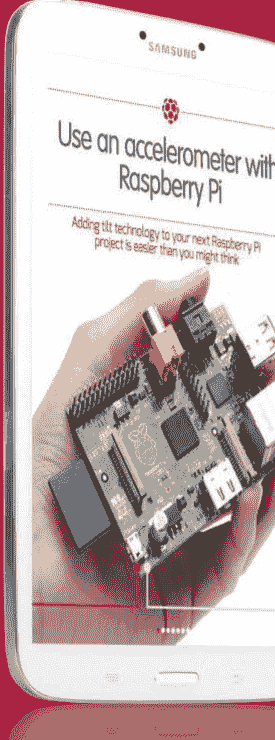 SAMSUNG
Use an accelerometer with
Raspberry Pi
Adding tilt technology to your next Raspberry Pi
project is easier than you might think